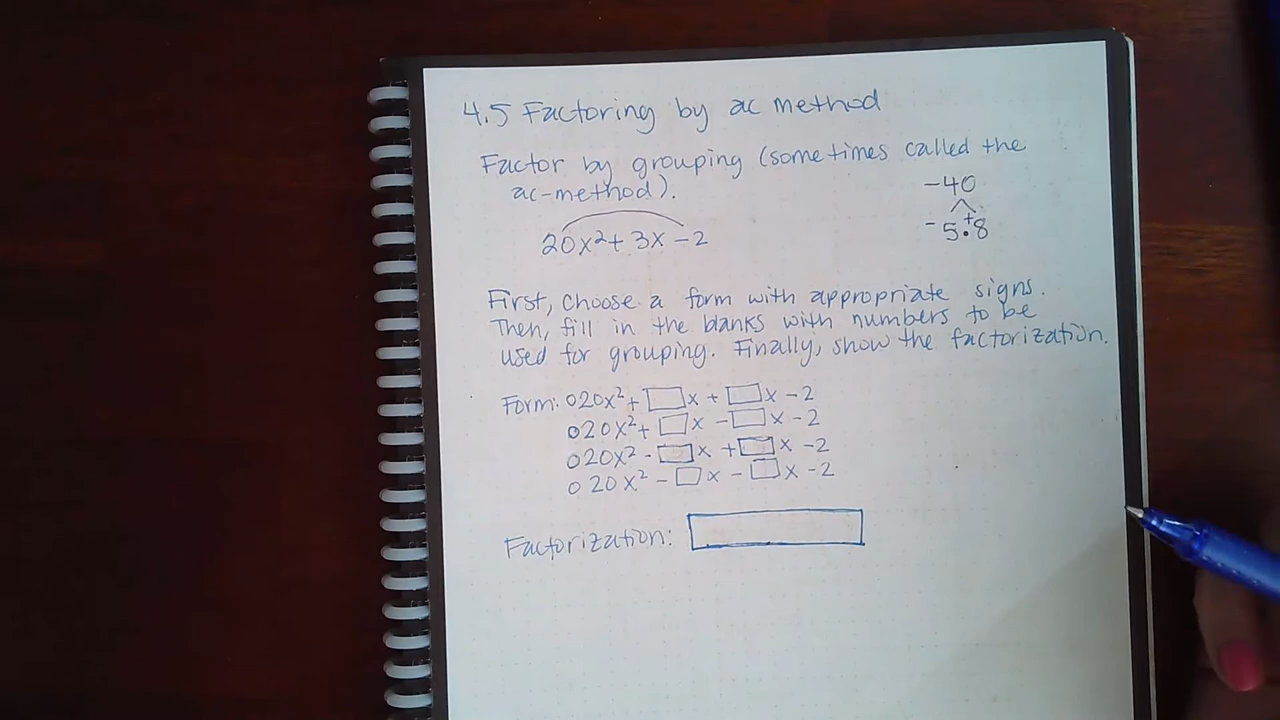 4.5 Factoring by ac method
Factor by grouping (sometimes called the
ac-method).
-40
-5·+8
20x²+ 3x -2
First, choose a form with appropriate signs.
Then, fill in the blanks with numbers to be
used for grouping. Finally, show the factorization.
Form: ○ 20x² + □x + □x - 2
○ 20x² + □x - □x - 2
○ 20x² - □x + □x - 2
○ 20x² - □x - □x - 2
Factorization: